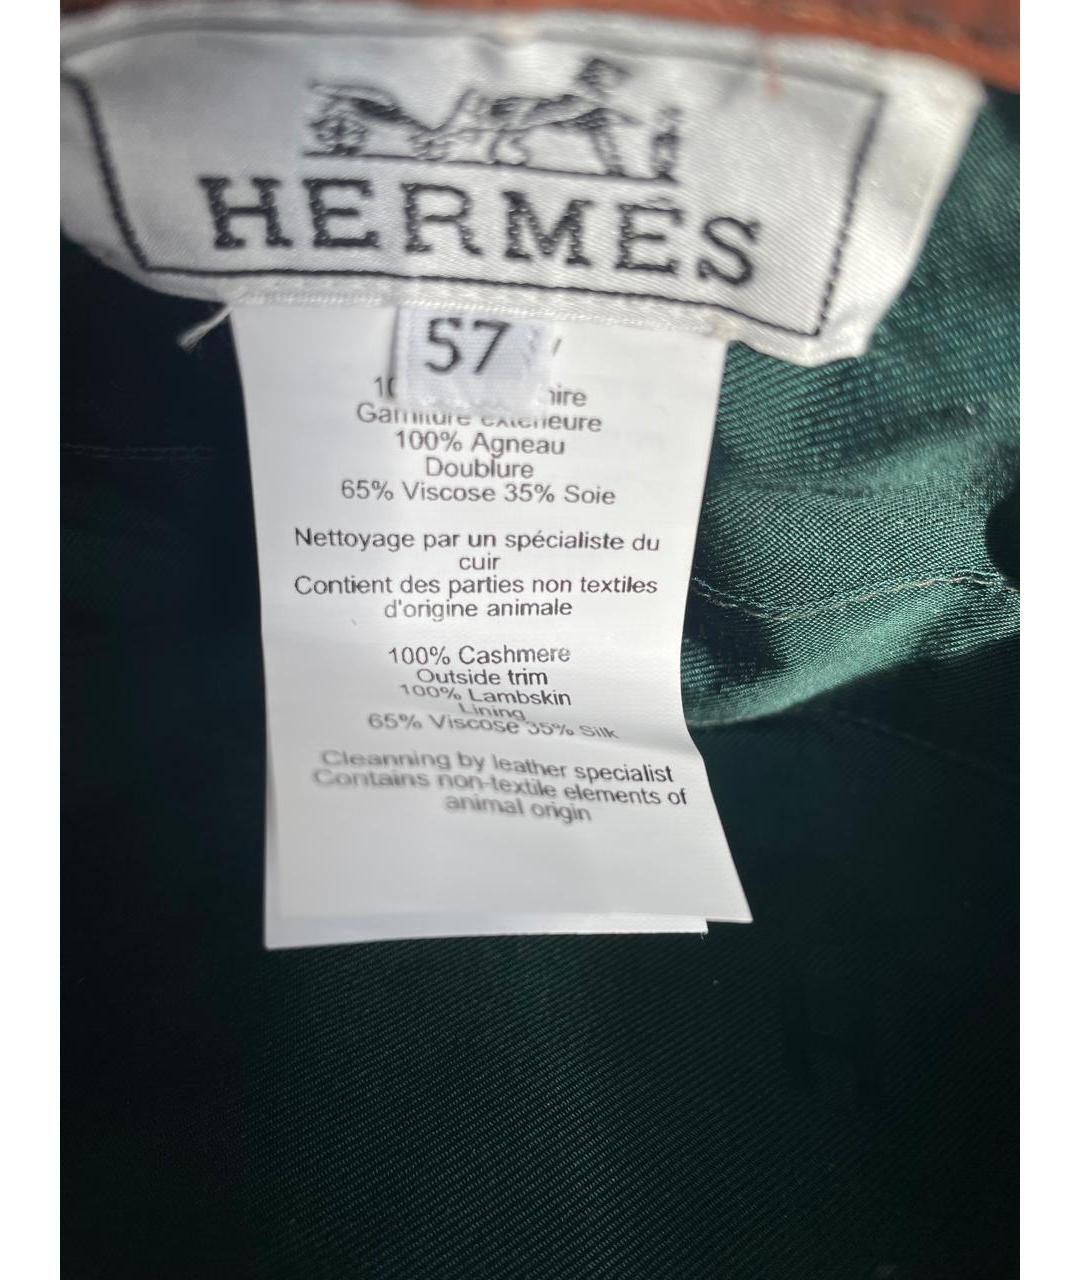 HERMÈS
57
Garniture extérieure
100% Agneau
Doublure
65% Viscose 35% Soie
Nettoyage par un spécialiste du
cuir
Contient des parties non textiles
d'origine animale
100% Cashmere
Outside trim
100% Lambskin
Lining
65% Viscose 35% Silk
Cleanning by leather specialist
Contains non-textile elements of
animal origin